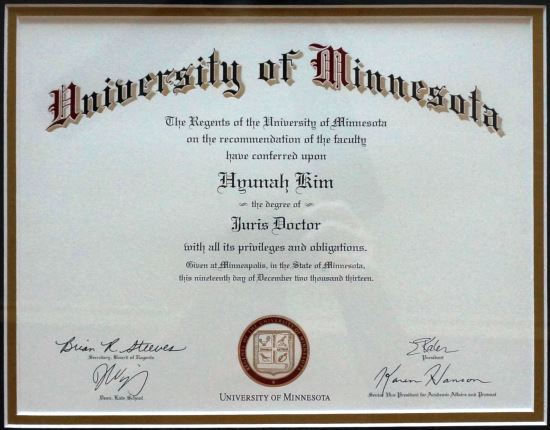 University of Minnesota
The Regents of the University of Minnesota
on the recommendation of the faculty
have conferred upon
Hyunah Kim
the degree of
Juris Doctor
with all its privileges and obligations.
Given at Minneapolis, in the State of Minnesota,
this nineteenth day of December two thousand thirteen.
Brian R Steeves
Secretary, Board of Regents
Dean, Law School
UNIVERSITY OF MINNESOTA
President
Karen Hanson
Senior Vice President for Academic Affairs and Provost